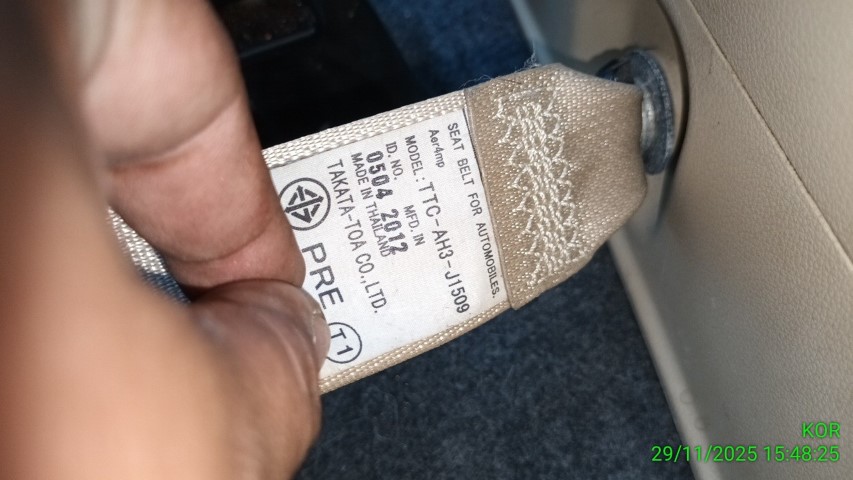 SEAT BELT FOR AUTOMOBILES.
Aer4mp
MODEL: TTC-AH3-J1509
ID. NO. MFD. IN
0504 2012
MADE IN THAILAND
TAKATA-TOA CO.,LTD.
PRE T1
KOR
29/11/2025 15:48:25